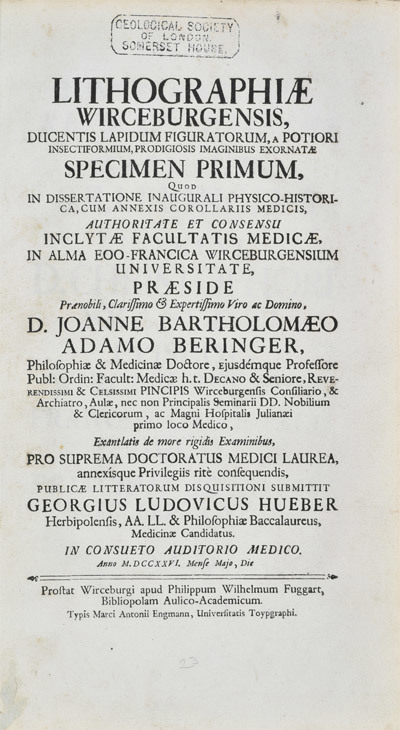 GEOLOGICAL SOCIETY
OF LONDON.
SOMERSET HOUSE.
LITHOGRAPHIÆ
WIRCEBURGENSIS,
DUCENTIS LAPIDUM FIGURATORUM, A POTIORI
INSECTIFORMIUM, PRODIGIOSIS IMAGINIBUS EXORNATÆ
SPECIMEN PRIMUM,
QUOD
IN DISSERTATIONE INAUGURALI PHYSICO-HISTORI-
CA, CUM ANNEXIS COROLLARIIS MEDICIS,
AUTHORITATE ET CONSENSU
INCLYTÆ FACULTATIS MEDICÆ,
IN ALMA EOO-FRANCICA WIRCEBURGENSIUM
UNIVERSITATE,
PRÆSIDE
Prænobili, Clarissimo & Expertissimo Viro ac Domino,
D. JOANNE BARTHOLOMÆO
ADAMO BERINGER,
Philosophiæ & Medicinæ Doctore, Ejusdémque Professore
Publ: Ordin: Facult: Medicæ h. t. DECANO & Seniore, REVE-
RENDISSIMI & CELSISSIMI PINCIPIS Wirceburgensis Consiliario, &
Archiatro, Aulæ, nec non Principalis Seminarii DD. Nobilium
& Clericorum, ac Magni Hospitalis Julianæi
primo loco Medico,
Exantlatis de more rigidis Examinibus,
PRO SUPREMA DOCTORATUS MEDICI LAUREA,
annexisque Privilegiis ritè consequendis,
PUBLICÆ LITTERATORUM DISQUISITIONI SUBMITTIT
GEORGIUS LUDOVICUS HUEBER
Herbipolensis, AA. LL. & Philosophiæ Baccalaureus,
Medicinæ Candidatus.
IN CONSUETO AUDITORIO MEDICO.
Anno M. DCCXXVI. Mense Majo, Die
Prostat Wirceburgi apud Philippum Wilhelmum Fuggart,
Bibliopolam Aulico-Academicum.
Typis Marci Antonii Engmann, Universitatis Toypgraphi.
23